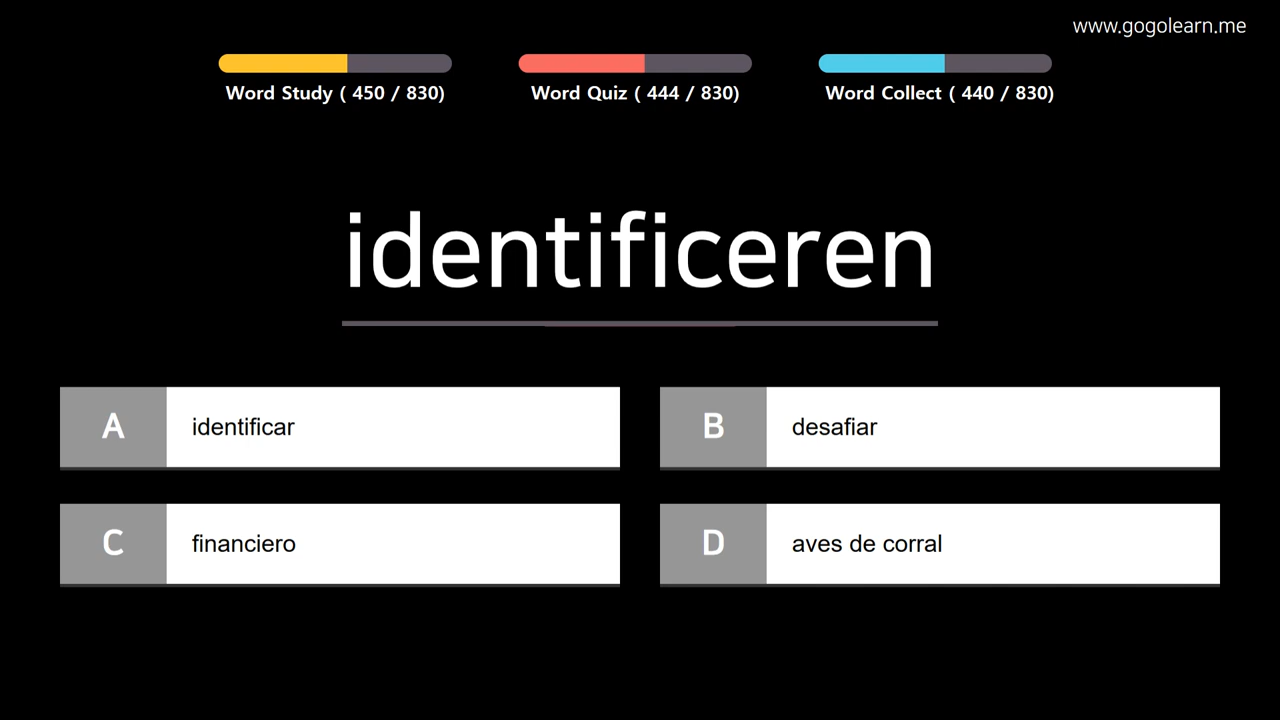 www.gogolearn.me
Word Study ( 450 / 830)
Word Quiz ( 444 / 830)
Word Collect ( 440 / 830)
identificeren
A identificar
B desafiar
C financiero
D aves de corral